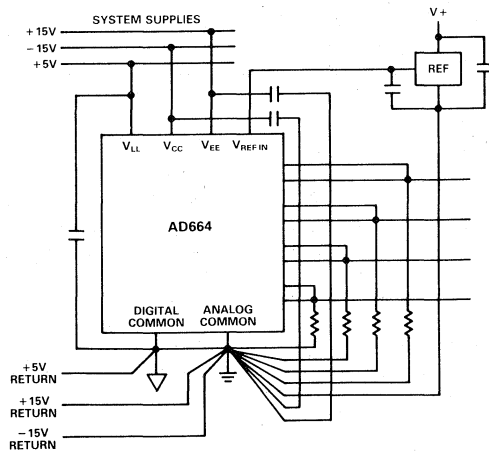 SYSTEM SUPPLIES
+15V
-15V
+5V
V+
REF
VLL VCC VEE VREF IN
AD664
DIGITAL COMMON
ANALOG COMMON
+5V
RETURN
+15V
RETURN
-15V
RETURN